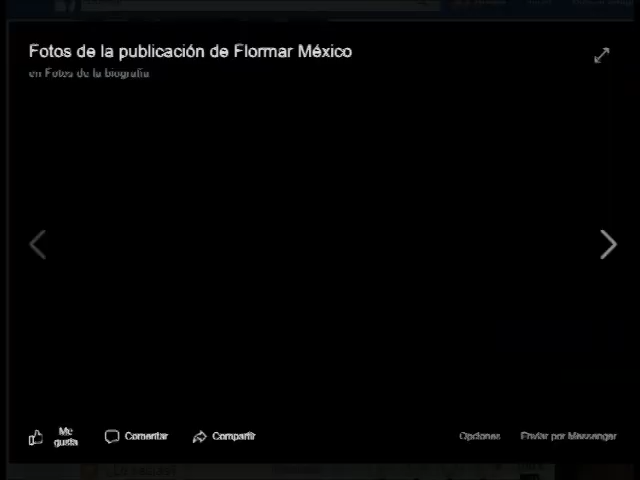 Fotos de la publicación de Flormar México
en Fotos de la biografía
Me
gusta
Comentar
Compartir
Opciones
Enviar por Messenger